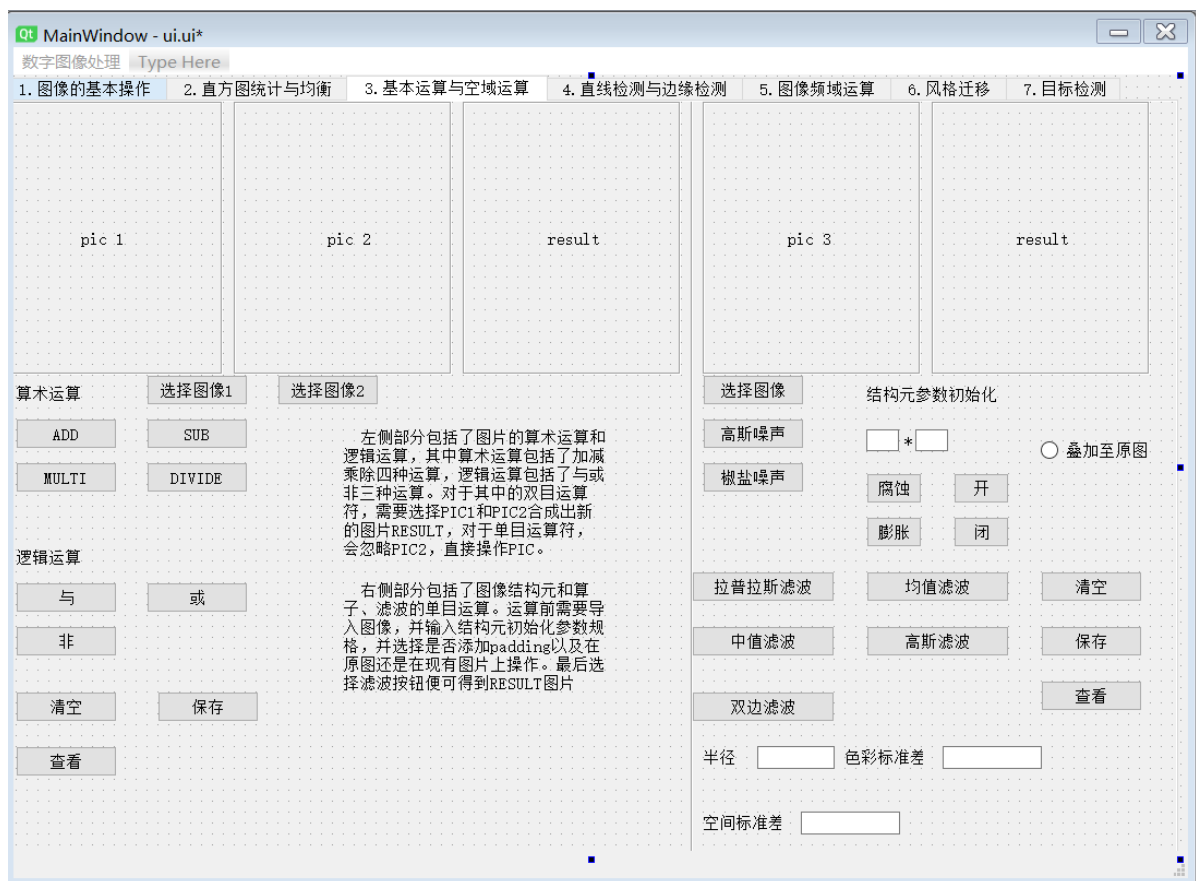 MainWindow - ui.ui*
数字图像处理 Type Here
1. 图像的基本操作 2. 直方图统计与均衡 3. 基本运算与空域运算 4. 直线检测与边缘检测 5. 图像频域运算 6. 风格迁移 7. 目标检测
pic 1 pic 2 result pic 3 result
算术运算 选择图像1 选择图像2
ADD SUB
MULTI DIVIDE
左侧部分包括了图片的算术运算和
逻辑运算，其中算术运算包括了加减
乘除四种运算，逻辑运算包括了与或
非三种运算。对于其中的双目运算
符，需要选择PIC1和PIC2合成出新
的图片RESULT，对于单目运算符，
会忽略PIC2，直接操作PIC。
逻辑运算
与 或
非
右侧部分包括了图像结构元和算
子、滤波的单目运算。运算前需要导
入图像，并输入结构元初始化参数规
格，并选择是否添加padding以及在
原图还是在现有图片上操作。最后选
择滤波按钮便可得到RESULT图片
清空 保存
查看
选择图像 结构元参数初始化
高斯噪声 * 叠加至原图
椒盐噪声 腐蚀 开
膨胀 闭
拉普拉斯滤波 均值滤波 清空
中值滤波 高斯滤波 保存
双边滤波 查看
半径 色彩标准差
空间标准差